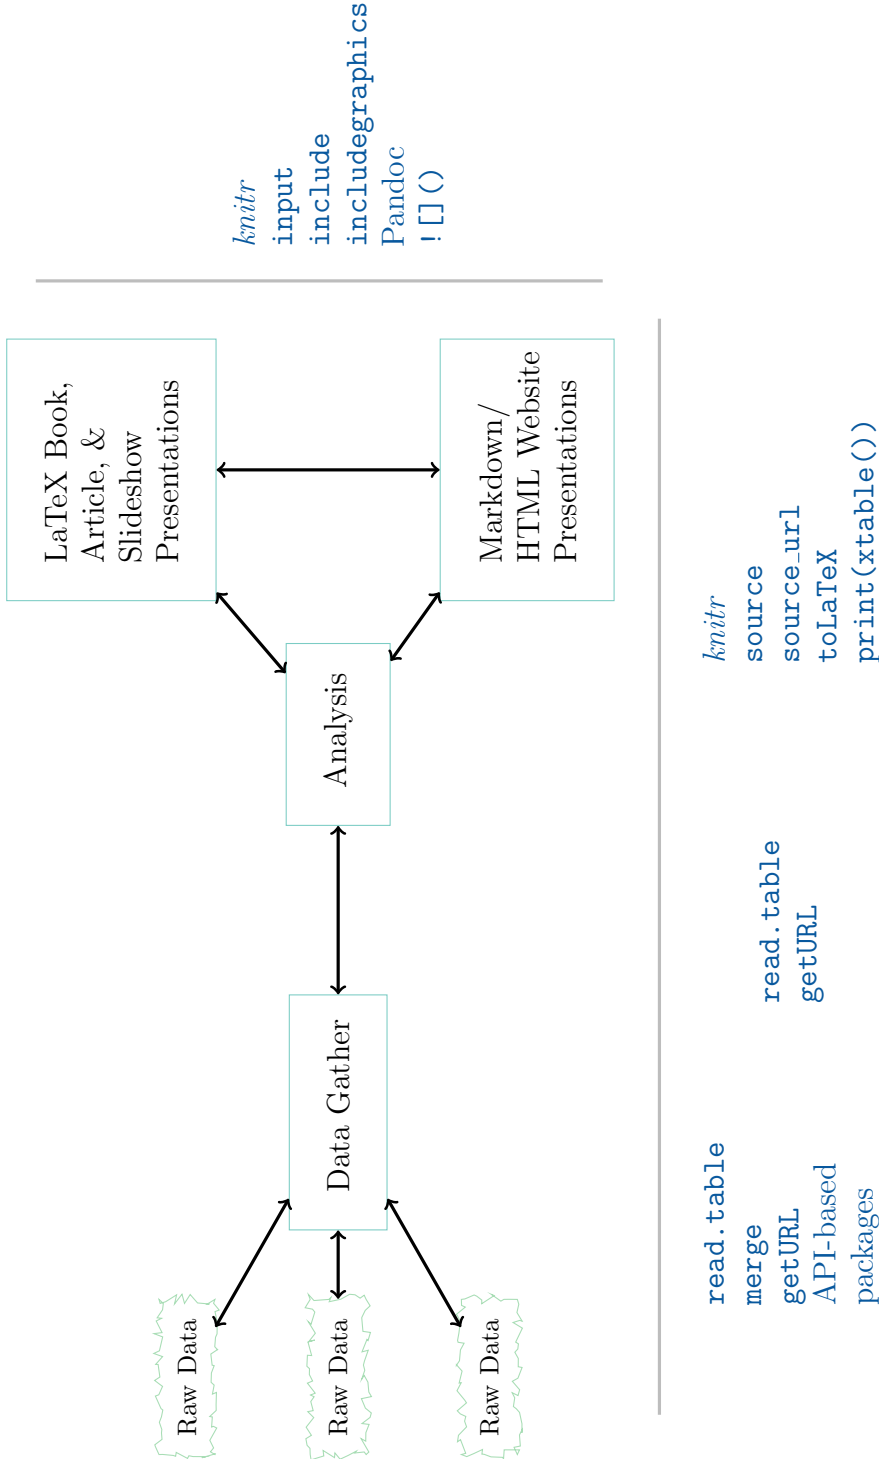 Raw Data
Raw Data
Raw Data
Data Gather
Analysis
LaTeX Book,
Article, &
Slideshow
Presentations
Markdown/
HTML Website
Presentations
knitr
input
include
includegraphics
Pandoc
![]()
read.table
merge
getURL
API-based
packages
read.table
getURL
knitr
source
source_url
toLaTeX
print(xtable())